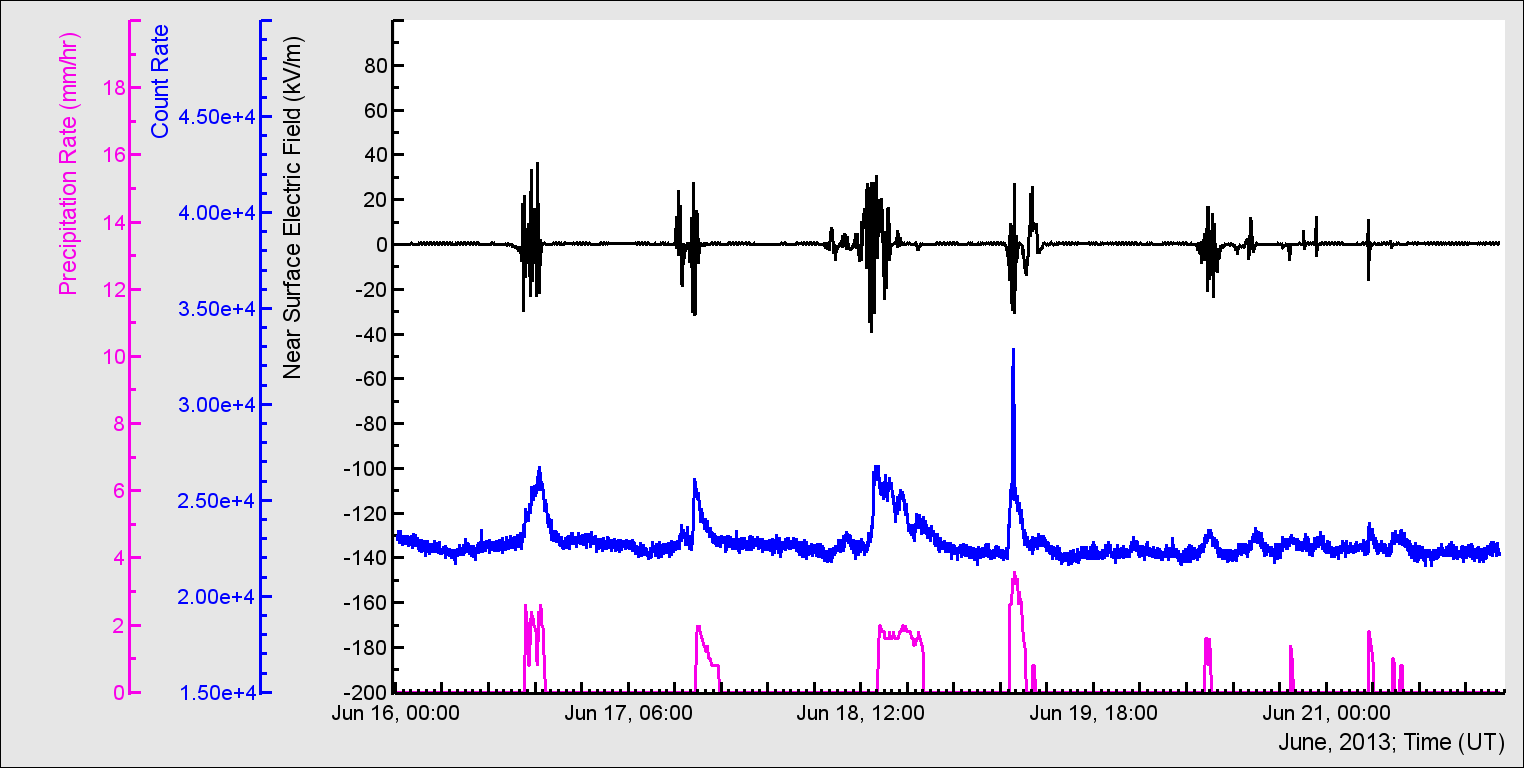 Precipitation Rate (mm/hr)
18
16
14
12
10
8
6
4
2
0
Count Rate
4.50e+4
4.00e+4
3.50e+4
3.00e+4
2.50e+4
2.00e+4
1.50e+4
Near Surface Electric Field (kV/m)
80
60
40
20
0
-20
-40
-60
-80
-100
-120
-140
-160
-180
-200
Jun 16, 00:00 Jun 17, 06:00 Jun 18, 12:00 Jun 19, 18:00 Jun 21, 00:00
June, 2013; Time (UT)